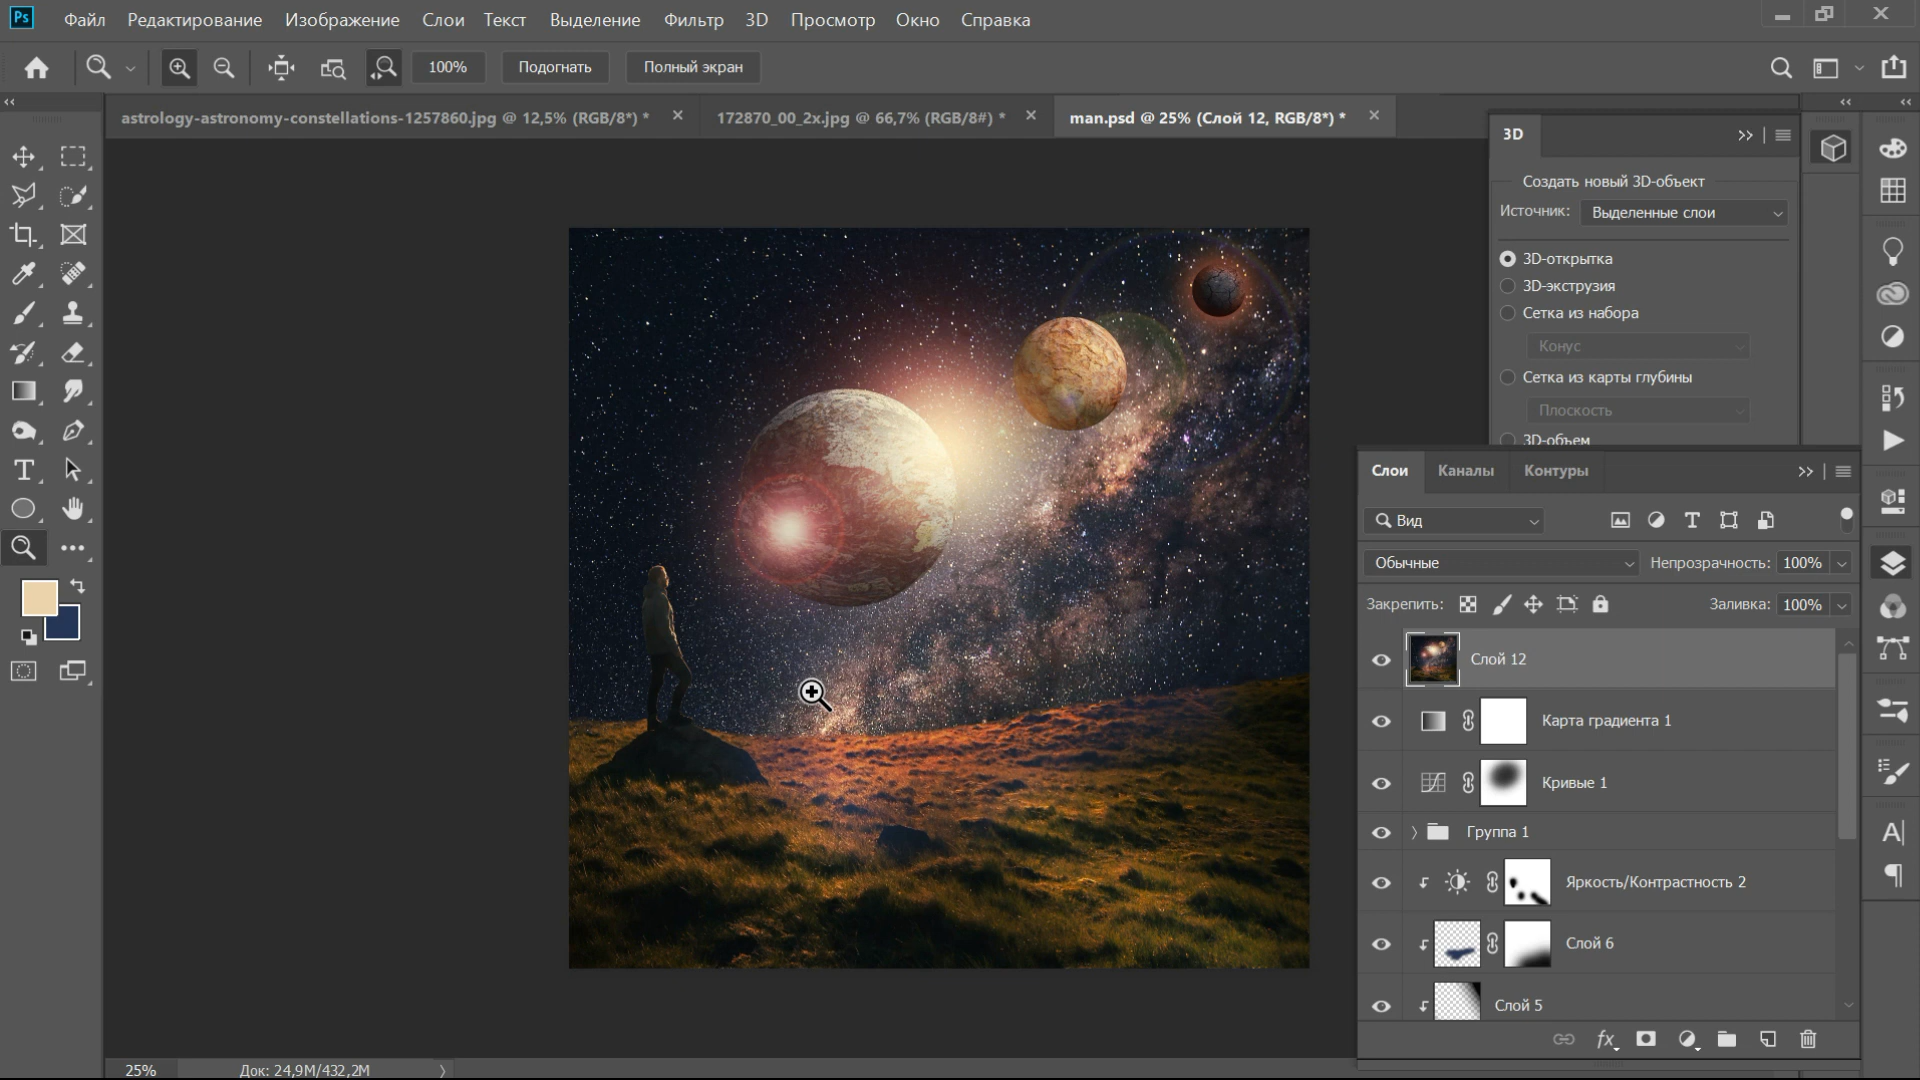 Ps
Файл Редактирование Изображение Слои Текст Выделение Фильтр 3D Просмотр Окно Справка
100% Подогнать Полный экран
astrology-astronomy-constellations-1257860.jpg @ 12,5% (RGB/8*) * 172870_00_2x.jpg @ 66,7% (RGB/8#) * man.psd @ 25% (Слой 12, RGB/8*) *
3D
Создать новый 3D-объект
Источник: Выделенные слои
3D-открытка
3D-экструзия
Сетка из набора
Конус
Сетка из карты глубины
Плоскость
3D-объем
Слои Каналы Контуры
Вид
Обычные Непрозрачность: 100%
Закрепить: Заливка: 100%
Слой 12
Карта градиента 1
Кривые 1
Группа 1
Яркость/Контрастность 2
Слой 6
Слой 5
fx
25% Док: 24,9M/432,2M